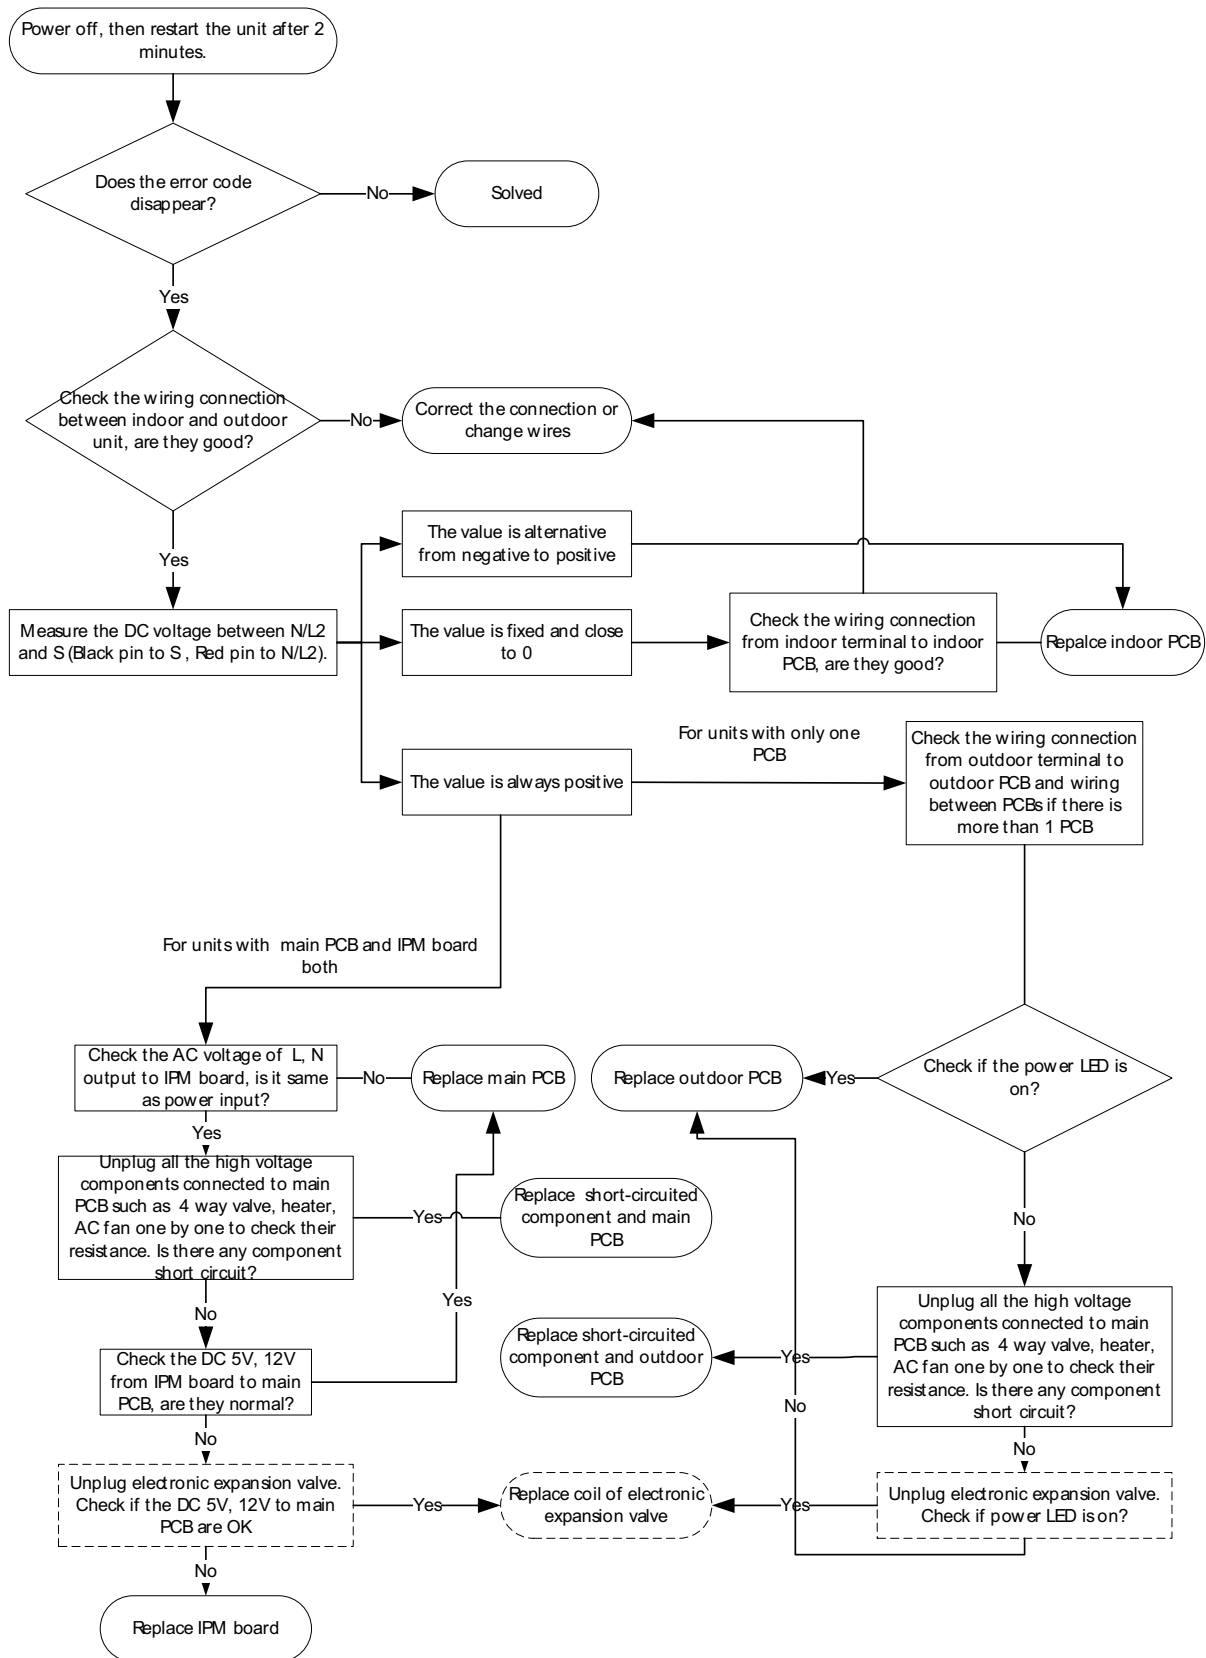 Power off, then restart the unit after 2
minutes.
Does the error code
disappear?
No
Solved
Yes
Check the wiring connection
between indoor and outdoor
unit, are they good?
No
Correct the connection or
change wires
Yes
The value is alternative
from negative to positive
Measure the DC voltage between N/L2
and S (Black pin to S , Red pin to N/L2).
The value is fixed and close
to 0
Check the wiring connection
from indoor terminal to indoor
PCB, are they good?
Repalce indoor PCB
For units with only one
PCB
The value is always positive
Check the wiring connection
from outdoor terminal to
outdoor PCB and wiring
between PCBs if there is
more than 1 PCB
For units with main PCB and IPM board
both
Check the AC voltage of L, N
output to IPM board, is it same
as power input?
No
Replace main PCB
Replace outdoor PCB
Yes
Check if the power LED is
on?
Yes
Unplug all the high voltage
components connected to main
PCB such as 4 way valve, heater,
AC fan one by one to check their
resistance. Is there any component
short circuit?
Yes
Replace short-circuited
component and main
PCB
No
No
Yes
Unplug all the high voltage
components connected to main
PCB such as 4 way valve, heater,
AC fan one by one to check their
resistance. Is there any component
short circuit?
Yes
Replace short-circuited
component and outdoor
PCB
Check the DC 5V, 12V
from IPM board to main
PCB, are they normal?
No
No
No
Unplug electronic expansion valve.
Check if the DC 5V, 12V to main
PCB are OK
Yes
Replace coil of electronic
expansion valve
Yes
Unplug electronic expansion valve.
Check if power LED is on?
No
Replace IPM board